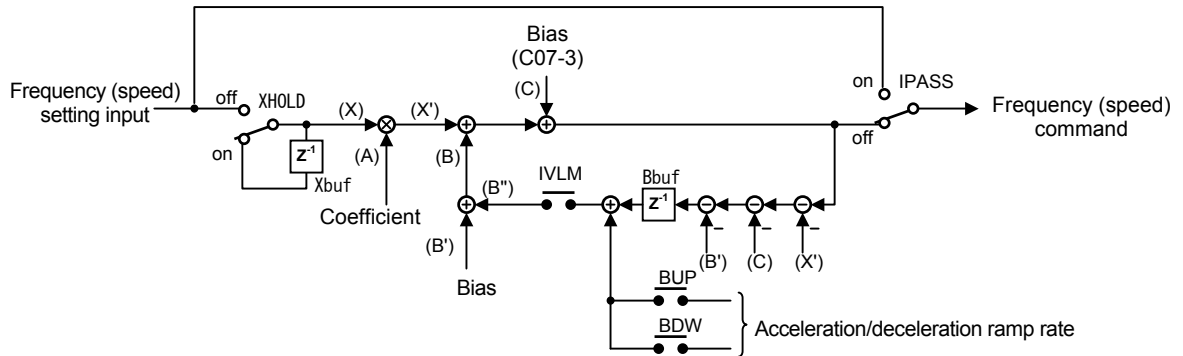 Bias
(C07-3)
Frequency (speed)
setting input
off
XHOLD
on
Z-1
Xbuf
(X)
(A)
Coefficient
(X')
(B)
(C)
on
IPASS
off
Frequency (speed)
command
(B")
IVLM
Bbuf
Z-1
(B')
Bias
–
–
–
(B')
(C)
(X')
BUP
BDW
Acceleration/deceleration ramp rate